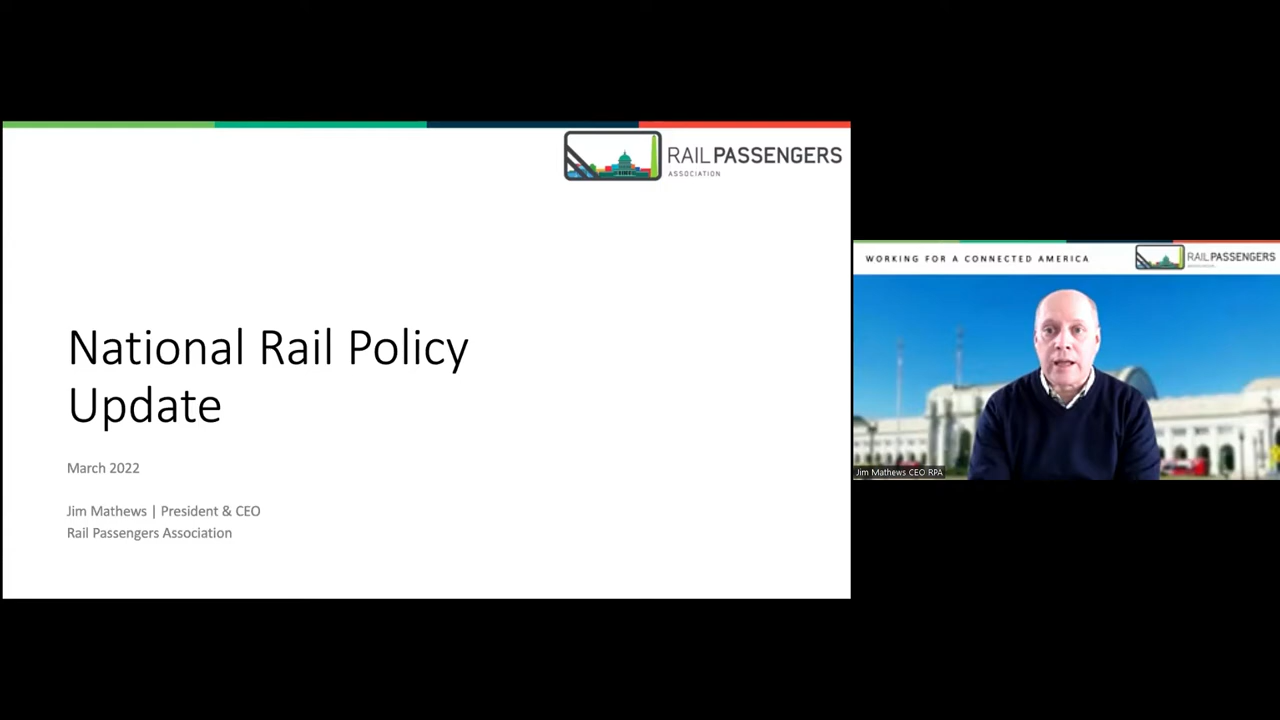 RAIL PASSENGERS
ASSOCIATION
National Rail Policy
Update
March 2022
Jim Mathews | President & CEO
Rail Passengers Association
WORKING FOR A CONNECTED AMERICA
RAIL PASSENGERS
Jim Mathews CEO RPA